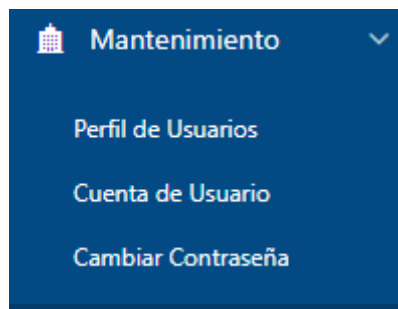 Mantenimiento
Perfil de Usuarios
Cuenta de Usuario
Cambiar Contraseña